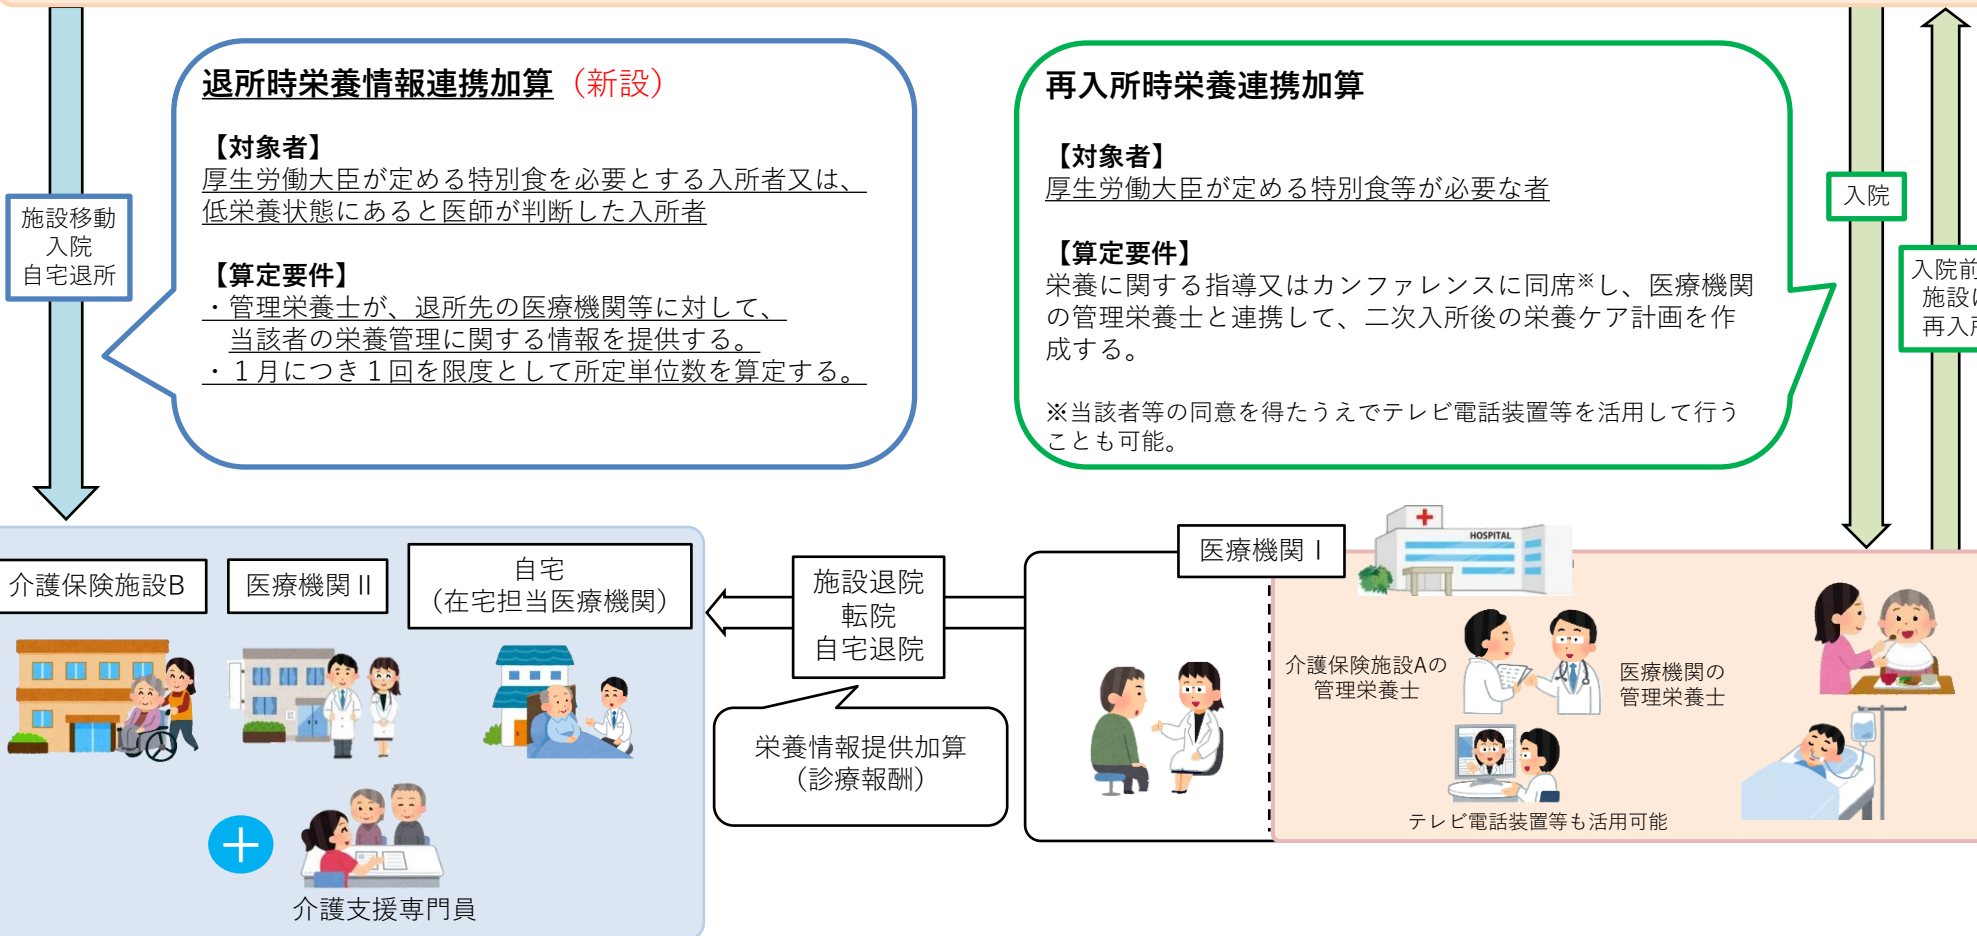 退所時栄養情報連携加算（新設）
【対象者】
厚生労働大臣が定める特別食を必要とする入所者又は、
低栄養状態にあると医師が判断した入所者
【算定要件】
・管理栄養士が、退所先の医療機関等に対して、
当該者の栄養管理に関する情報を提供する。
・１月につき１回を限度として所定単位数を算定する。
施設移動
入院
自宅退所
再入所時栄養連携加算
【対象者】
厚生労働大臣が定める特別食等が必要な者
【算定要件】
栄養に関する指導又はカンファレンスに同席※し、医療機関
の管理栄養士と連携して、二次入所後の栄養ケア計画を作
成する。
※当該者等の同意を得たうえでテレビ電話装置等を活用して行う
ことも可能。
入院
入院前
施設に
再入所
介護保険施設B
医療機関Ⅱ
自宅
（在宅担当医療機関）
介護支援専門員
施設退院
転院
自宅退院
栄養情報提供加算
（診療報酬）
医療機関Ⅰ
HOSPITAL
介護保険施設Aの
管理栄養士
医療機関の
管理栄養士
テレビ電話装置等も活用可能